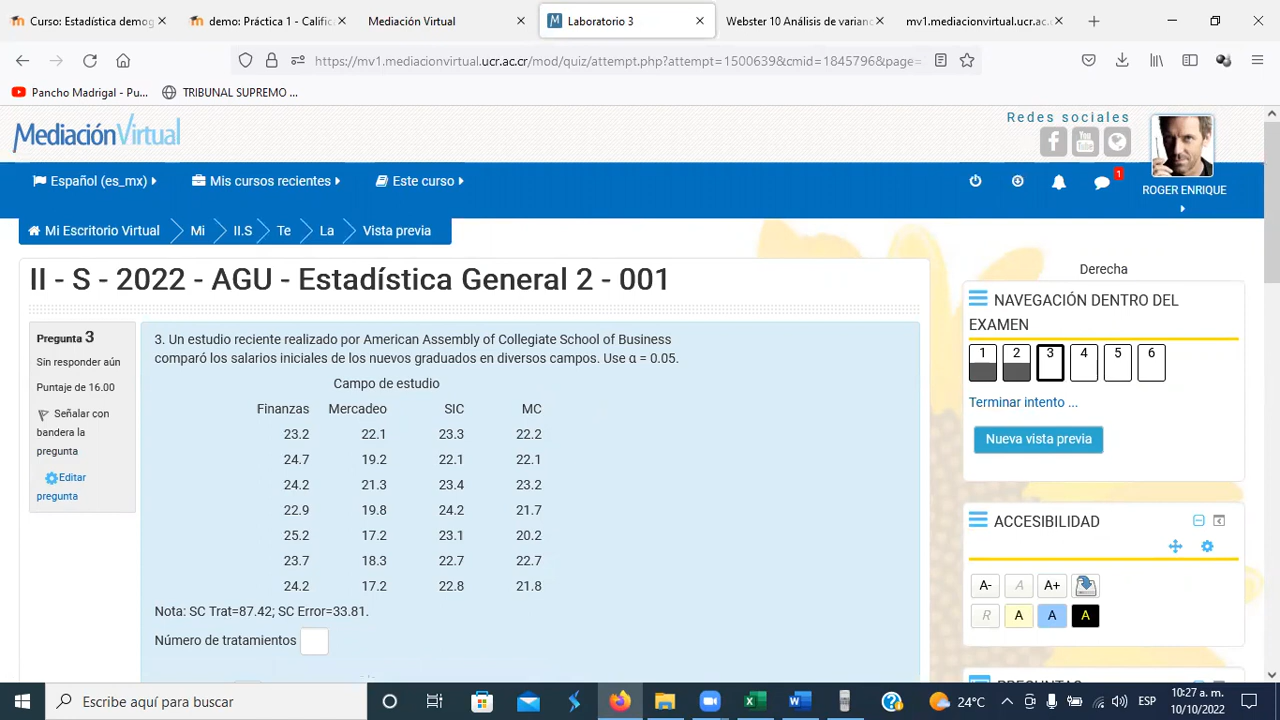 Curso: Estadística demog
demo: Práctica 1 - Califica
Mediación Virtual
Laboratorio 3
Webster 10 Análisis de varianc
mv1.mediacionvirtual.ucr.ac.c
https://mv1.mediacionvirtual.ucr.ac.cr/mod/quiz/attempt.php?attempt=1500639&cmid=1845796&page=
Pancho Madrigal - Pu...
TRIBUNAL SUPREMO ...
MediaciónVirtual
Redes sociales
You Tube
Español (es_mx)
Mis cursos recientes
Este curso
1
ROGER ENRIQUE
Mi Escritorio Virtual
Mi
II.S
Te
La
Vista previa
II - S - 2022 - AGU - Estadística General 2 - 001
Pregunta 3
Sin responder aún
Puntaje de 16.00
Señalar con
bandera la
pregunta
Editar
pregunta
3. Un estudio reciente realizado por American Assembly of Collegiate School of Business
comparó los salarios iniciales de los nuevos graduados en diversos campos. Use α = 0.05.
Campo de estudio
Finanzas Mercadeo SIC MC
23.2 22.1 23.3 22.2
24.7 19.2 22.1 22.1
24.2 21.3 23.4 23.2
22.9 19.8 24.2 21.7
25.2 17.2 23.1 20.2
23.7 18.3 22.7 22.7
24.2 17.2 22.8 21.8
Nota: SC Trat=87.42; SC Error=33.81.
Número de tratamientos
Derecha
NAVEGACIÓN DENTRO DEL
EXAMEN
1 2 3 4 5 6
Terminar intento ...
Nueva vista previa
ACCESIBILIDAD
A- A A+
R A A A
Escribe aquí para buscar
24°C
ESP
10:27 a. m.
10/10/2022